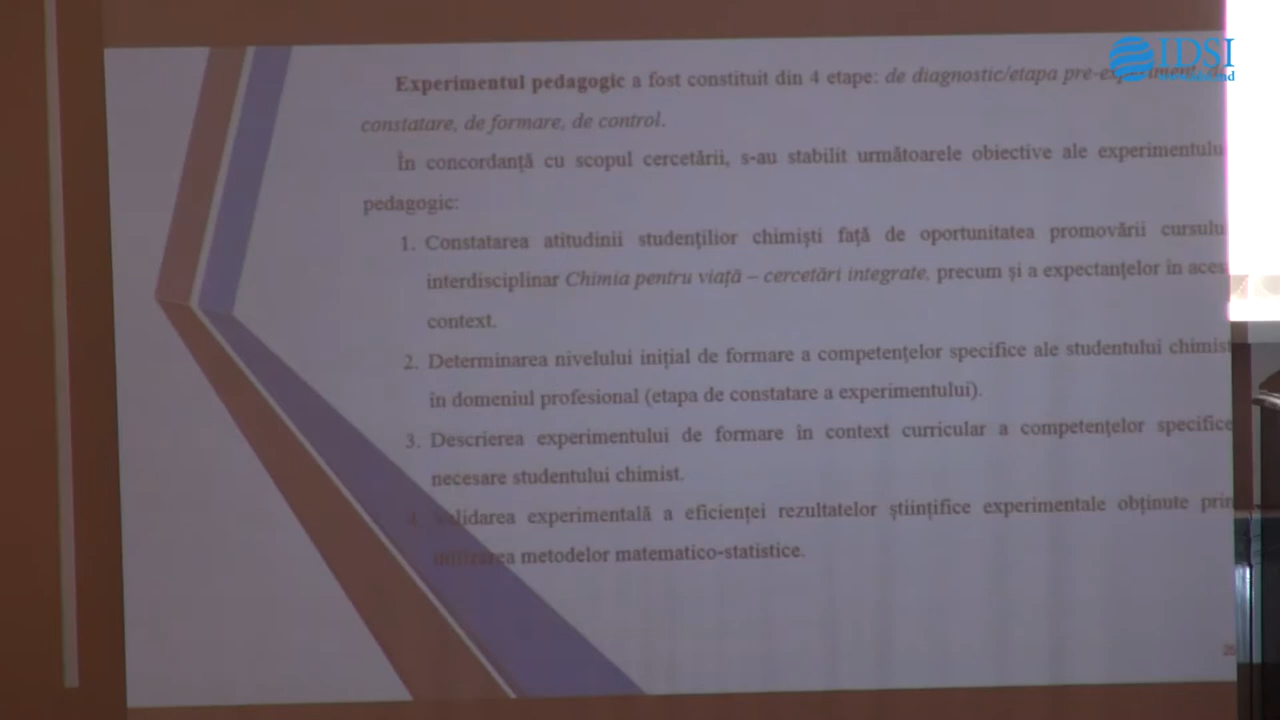 IDSI
Experimentul pedagogic a fost constituit din 4 etape: de diagnostic/etapa
constatare, de formare, de control.
În concordanță cu scopul cercetării, s-au stabilit următoarele obiective ale
pedagogic:
1. Constatarea atitudinii studenților chimiști față de oportunitatea promovării
interdisciplinar Chimia pentru viață – cercetări integrate, precum și a expectanțelor în
context.
2. Determinarea nivelului inițial de formare a competențelor specifice ale studentului chimist
în domeniul profesional (etapa de constatare a experimentului).
3. Descrierea experimentului de formare în context curricular a competențelor specifice
necesare studentului chimist.
experimentală a eficienței rezultatelor științifice experimentale obținute prin
metodelor matematico-statistice.